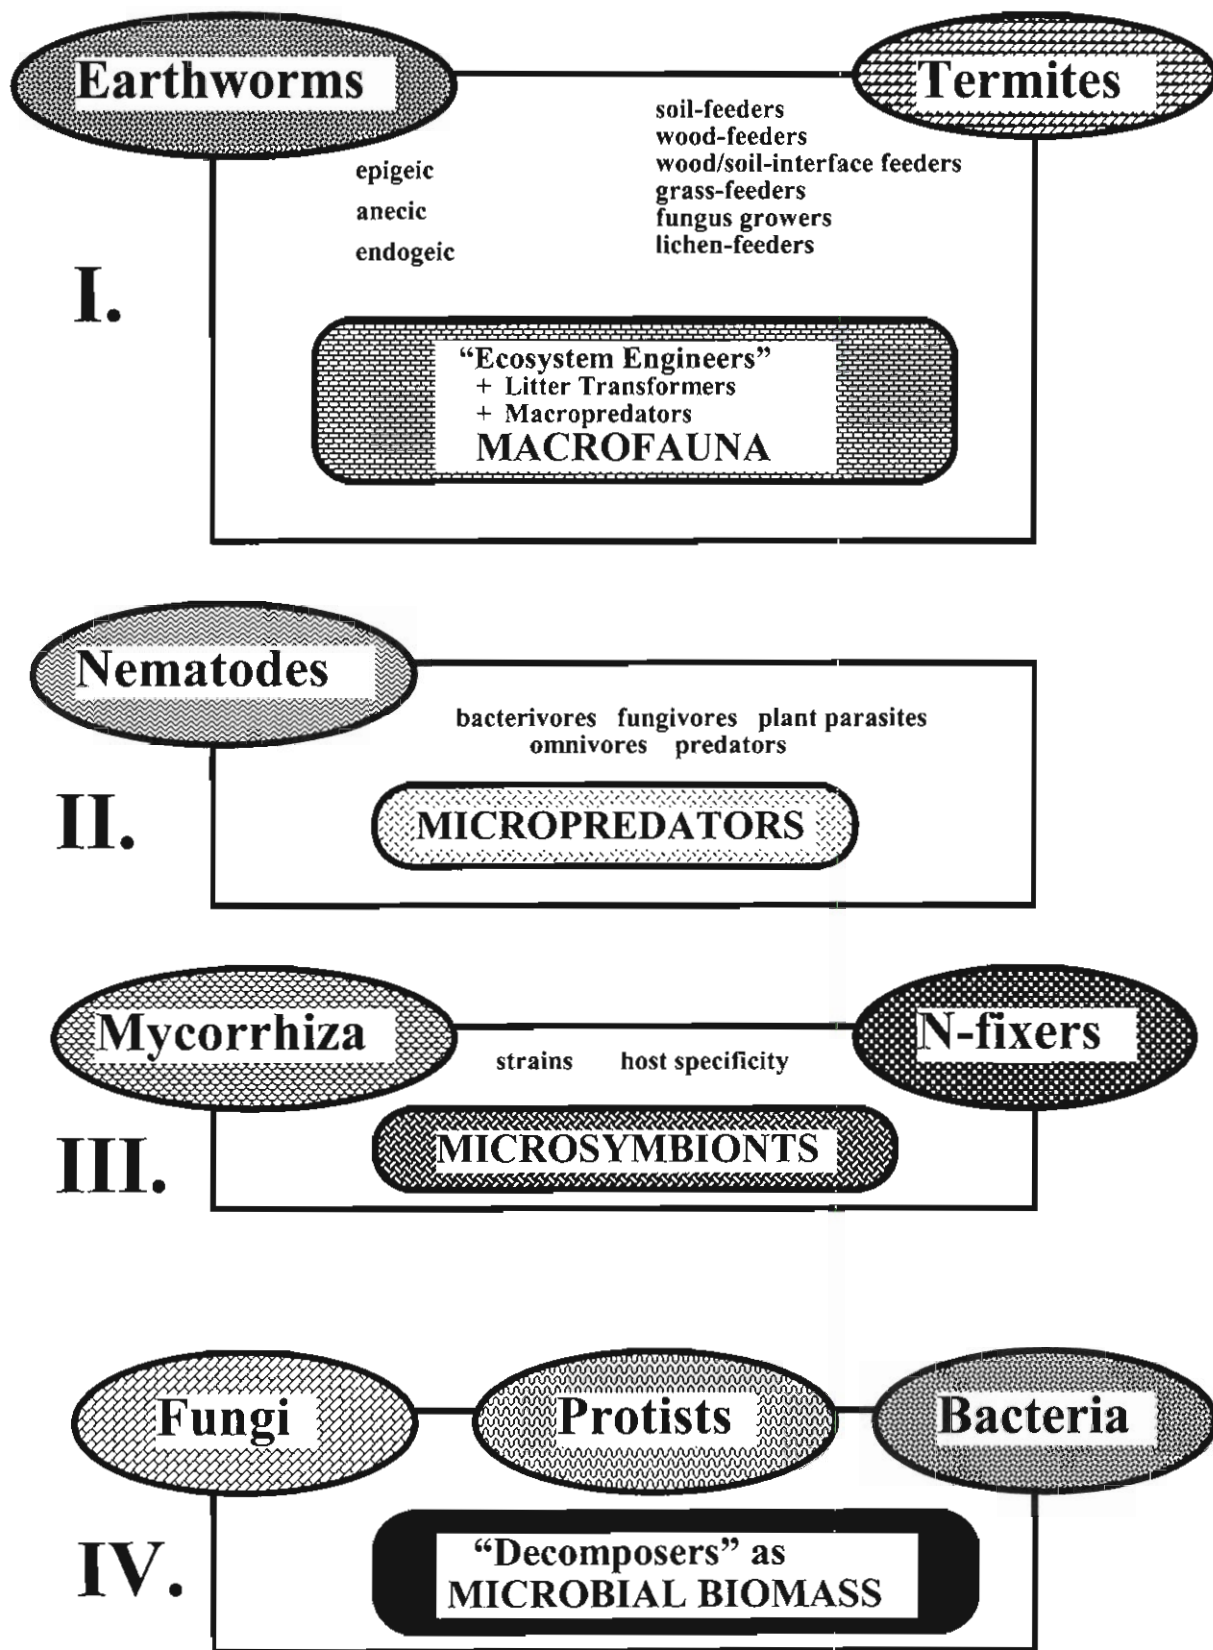 Earthworms
Termites
epigeic
anecic
endogeic
soil-feeders
wood-feeders
wood/soil-interface feeders
grass-feeders
fungus growers
lichen-feeders
I.
“Ecosystem Engineers”
+ Litter Transformers
+ Macropredators
MACROFAUNA
Nematodes
bacterivores fungivores plant parasites
omnivores predators
II.
MICROPREDATORS
Mycorrhiza
N-fixers
strains host specificity
III.
MICROSYMBIONTS
Fungi
Protists
Bacteria
IV.
“Decomposers” as
MICROBIAL BIOMASS